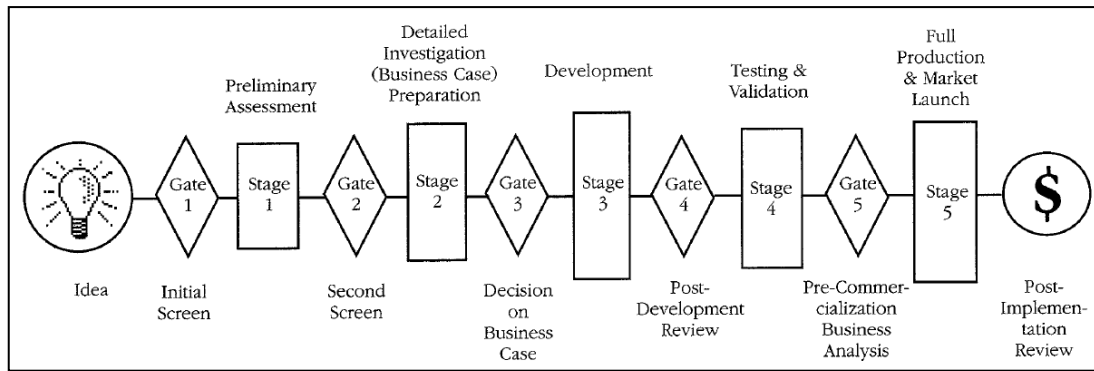 Preliminary
Assessment
Detailed
Investigation
(Business Case)
Preparation
Development
Testing &
Validation
Full
Production
& Market
Launch
Gate
1
Stage
1
Gate
2
Stage
2
Gate
3
Stage
3
Gate
4
Stage
4
Gate
5
Stage
5
$
Idea
Initial
Screen
Second
Screen
Decision
on
Business
Case
Post-
Development
Review
Pre-Commer-
cialization
Business
Analysis
Post-
Implemen-
tation
Review